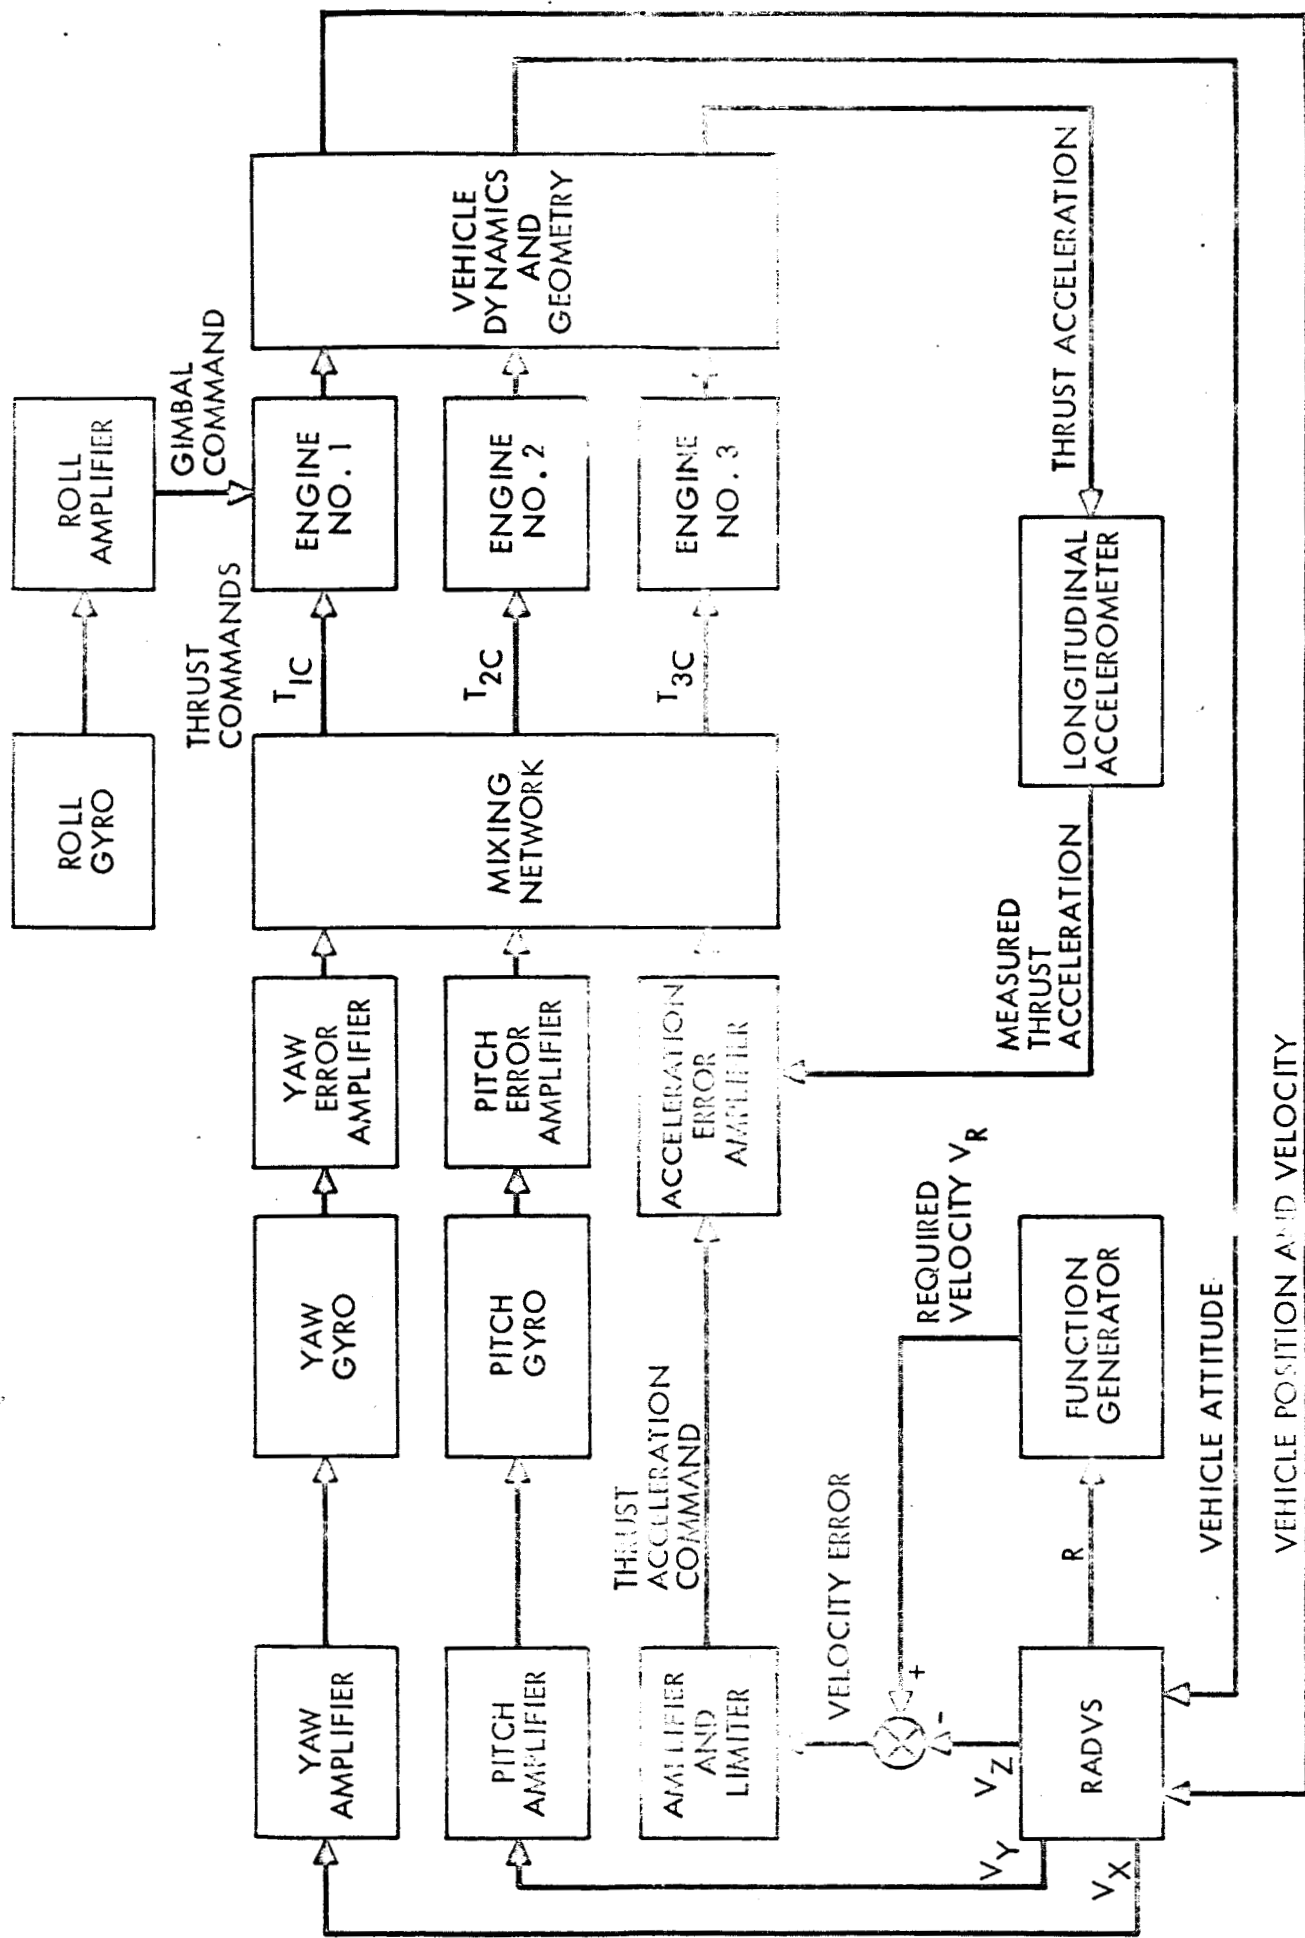 ROLL
GYRO
ROLL
AMPLIFIER
GIMBAL
COMMAND
THRUST
COMMANDS
YAW
AMPLIFIER
YAW
GYRO
YAW
ERROR
AMPLIFIER
MIXING
NETWORK
T1C
ENGINE
NO. 1
VEHICLE
DYNAMICS
AND
GEOMETRY
PITCH
AMPLIFIER
PITCH
GYRO
PITCH
ERROR
AMPLIFIER
T2C
ENGINE
NO. 2
AMPLIFIER
AND
LIMITER
THRUST
ACCELERATION
COMMAND
ACCELERATION
ERROR
AMPLIFIER
T3C
ENGINE
NO. 3
VELOCITY ERROR
+
-
REQUIRED
VELOCITY VR
MEASURED
THRUST
ACCELERATION
THRUST ACCELERATION
VY
VX
VZ
RADVS
R
FUNCTION
GENERATOR
LONGITUDINAL
ACCELEROMETER
VEHICLE ATTITUDE
VEHICLE POSITION AND VELOCITY